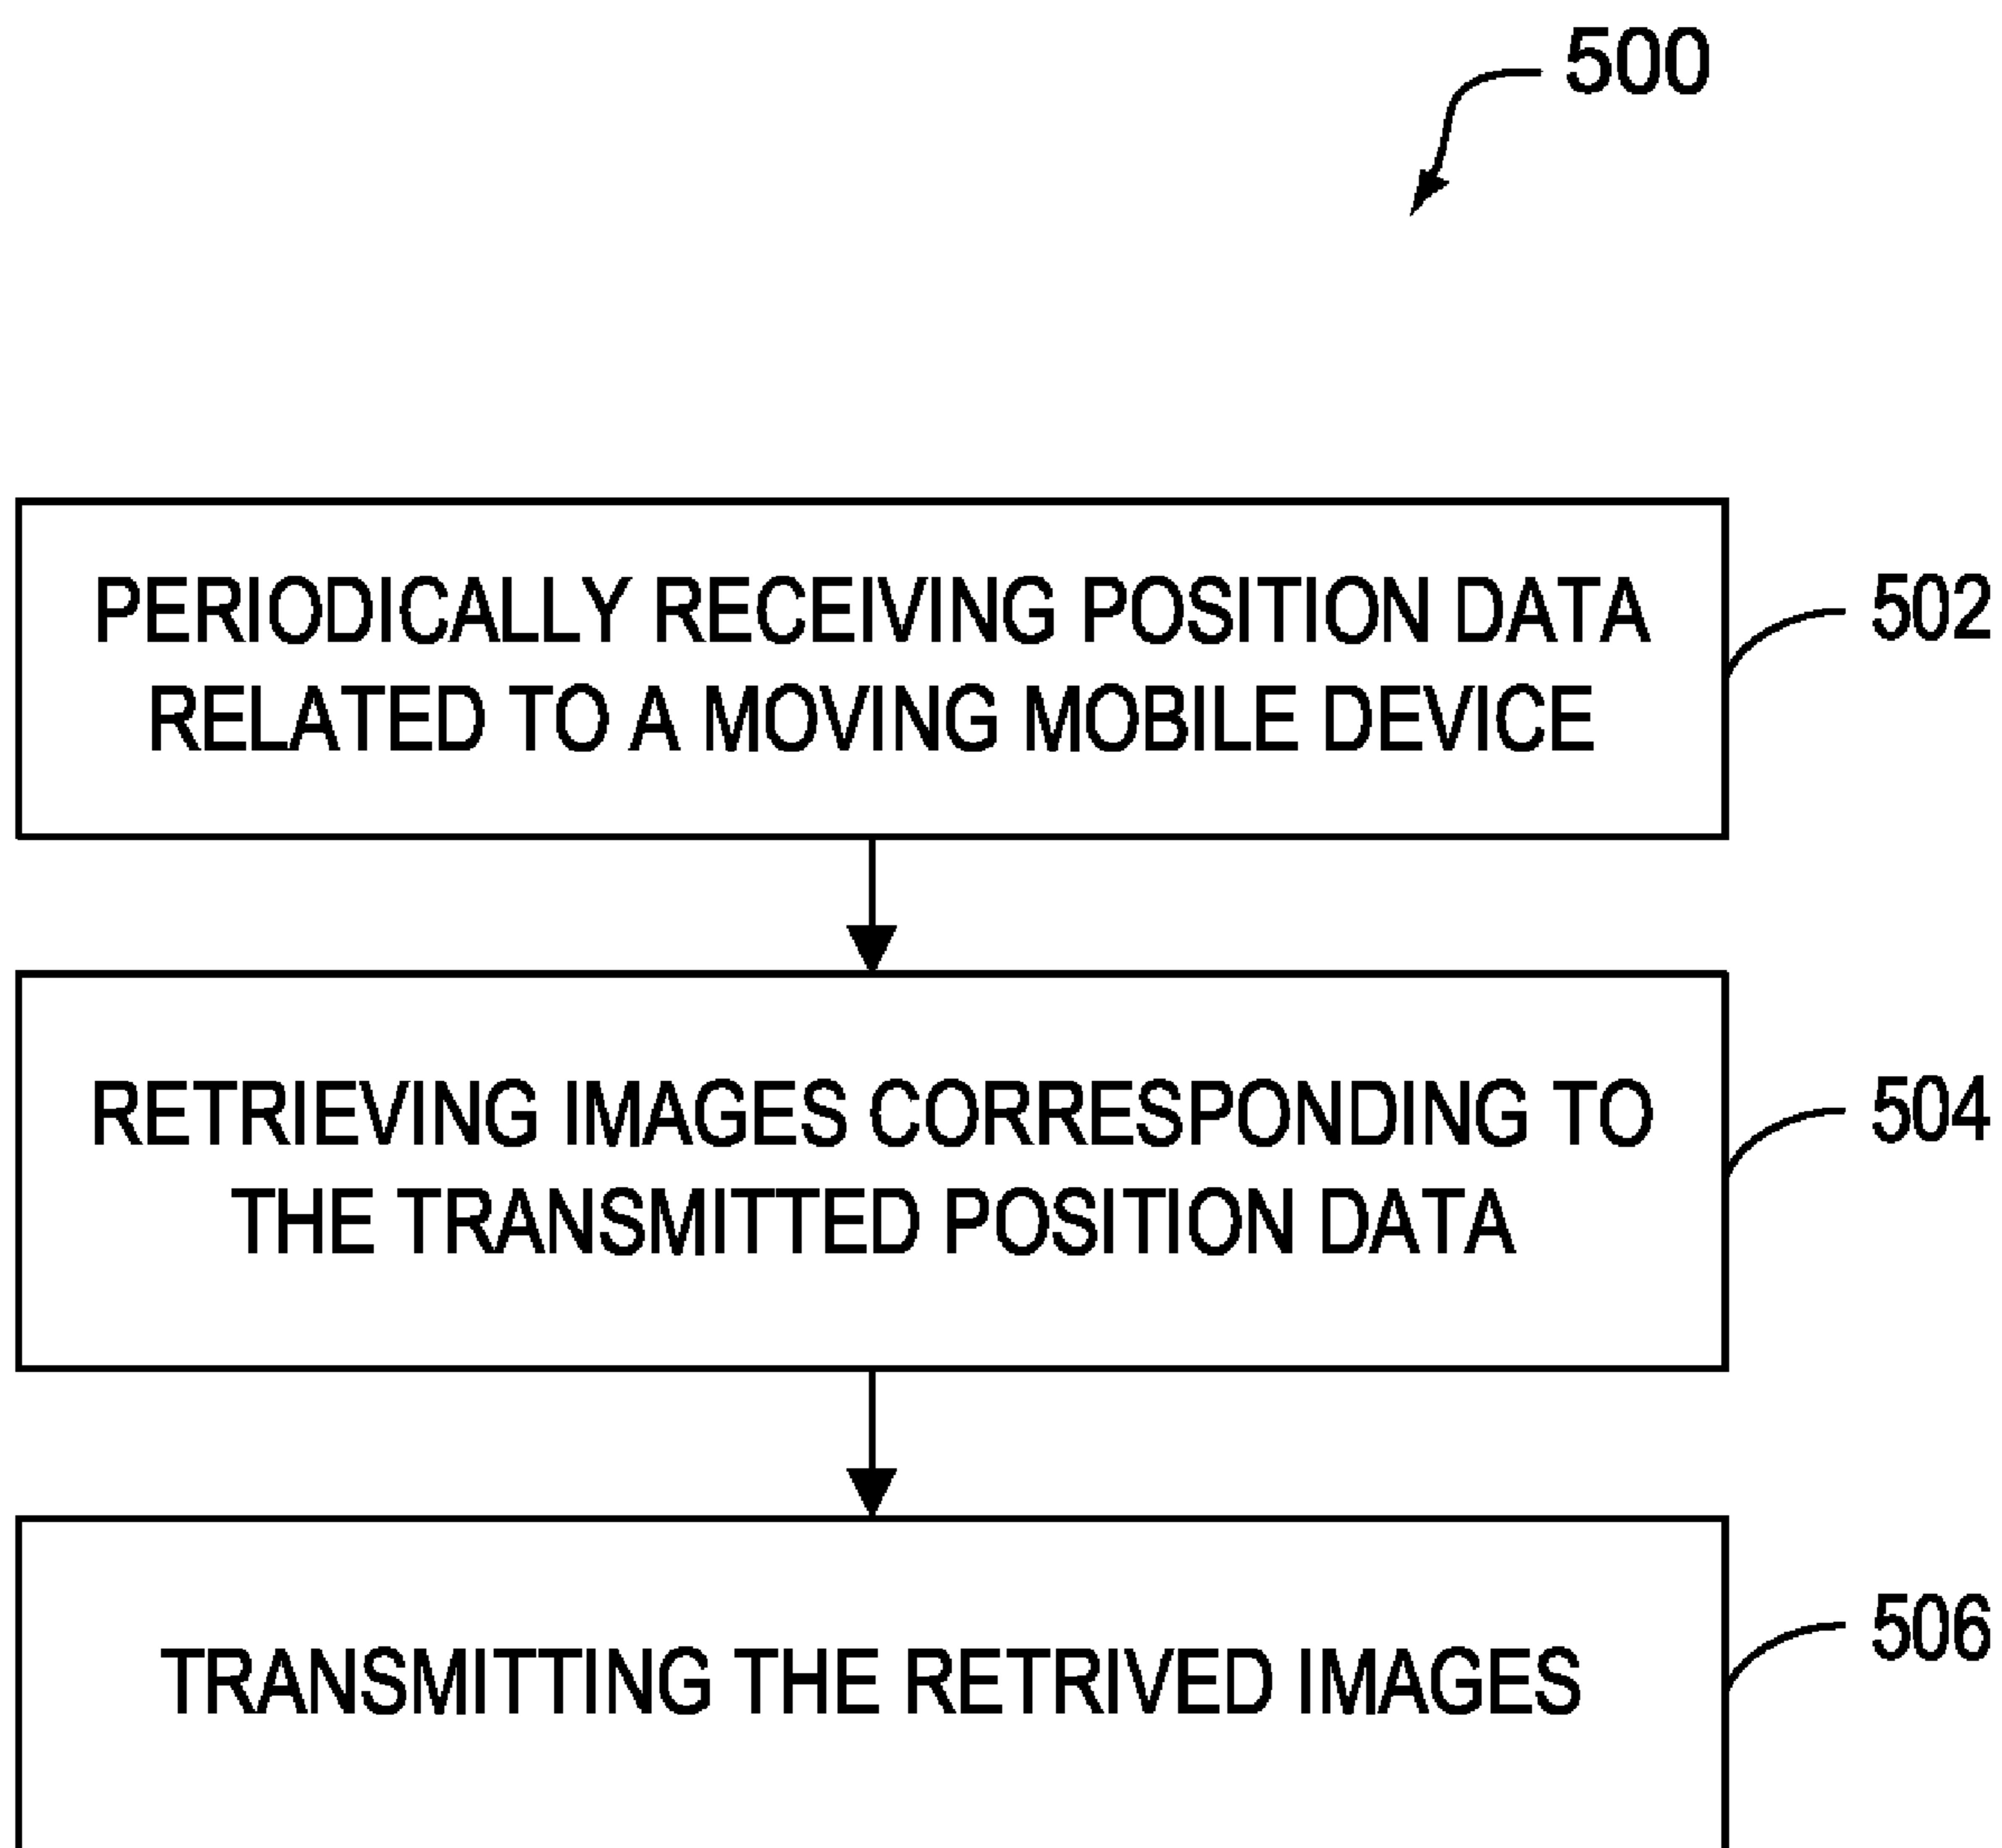 500
PERIODICALLY RECEIVING POSITION DATA
RELATED TO A MOVING MOBILE DEVICE
502
RETRIEVING IMAGES CORRESPONDING TO
THE TRANSMITTED POSITION DATA
504
TRANSMITTING THE RETRIVED IMAGES
506